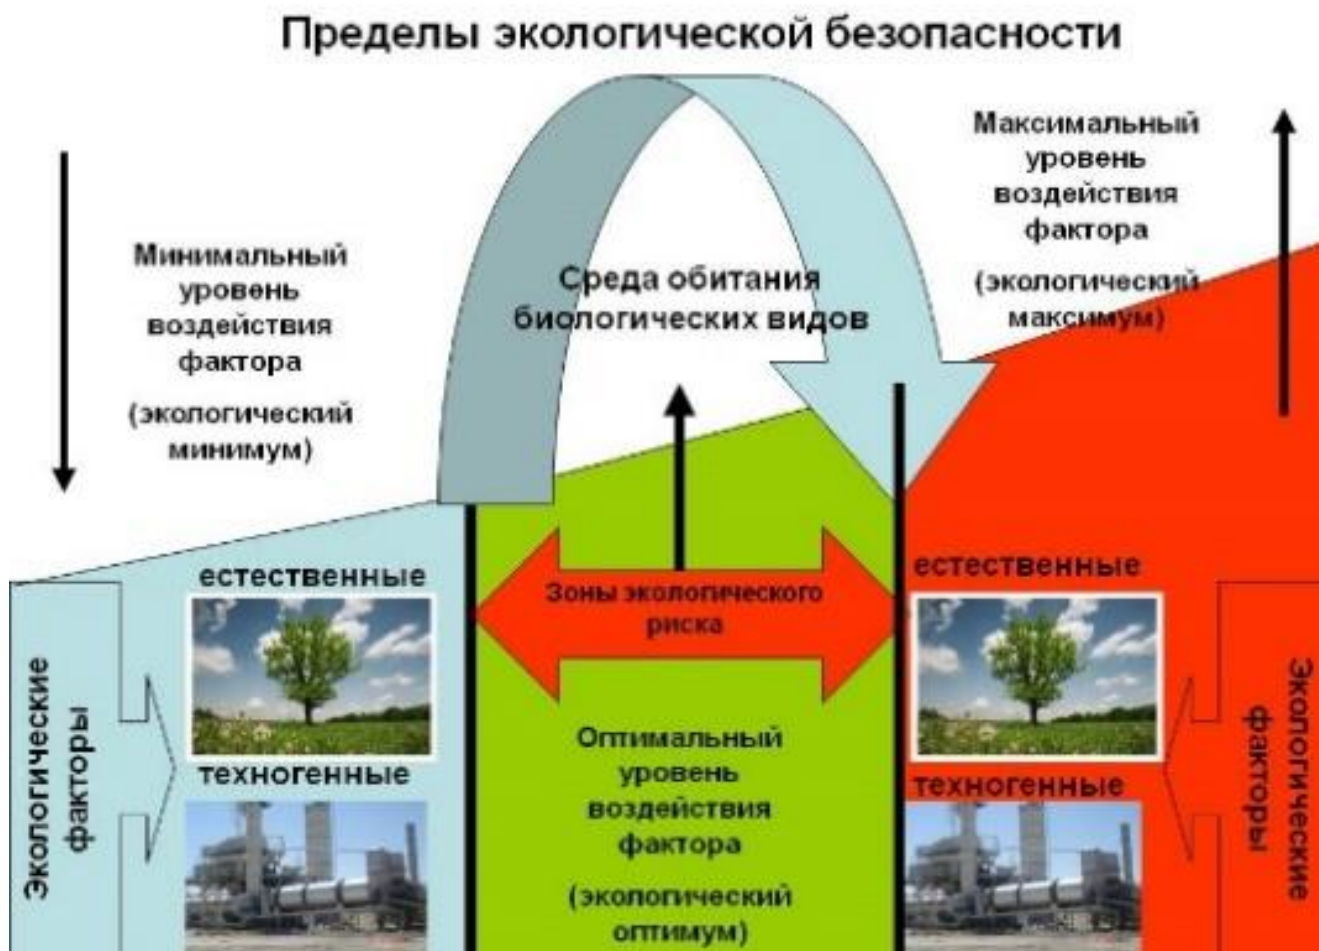 Пределы экологической безопасности
Минимальный
уровень
воздействия
фактора
(экологический
минимум)
Среда обитания
биологических видов
Максимальный
уровень
воздействия
фактора
(экологический
максимум)
Экологические
факторы
естественные
техногенные
Зоны экологического
риска
Оптимальный
уровень
воздействия
фактора
(экологический
оптимум)
естественные
техногенные
Экологические
факторы